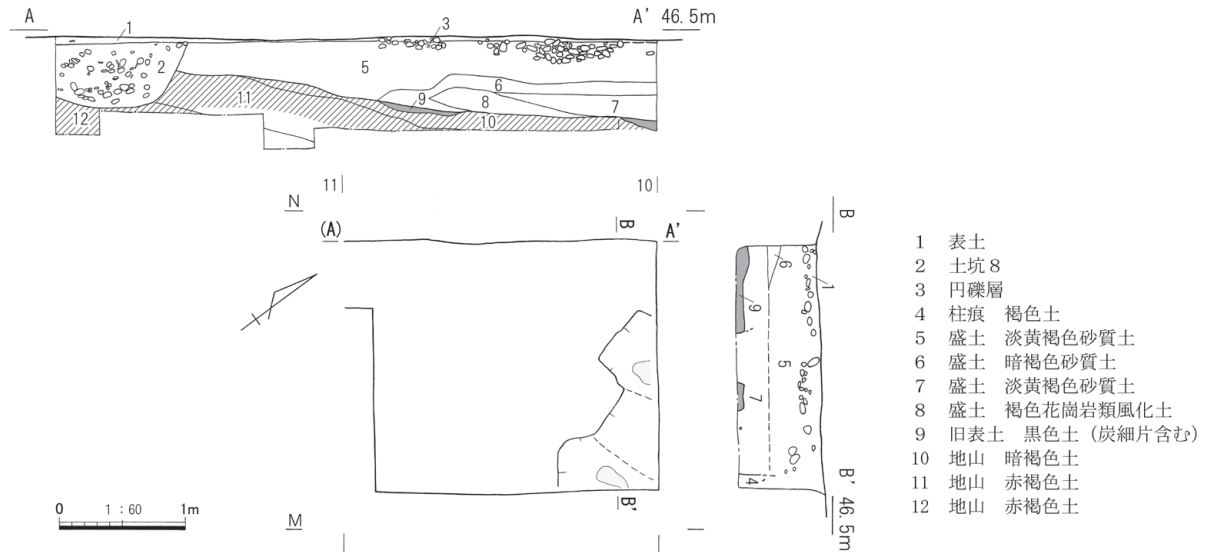 A
A' 46.5m
1
3
2
5
6
11
9
8
7
12
10
11
10
N
B
(A)
A'
B
6
1
9
5
7
4
B' 46.5m
B'
M
0 1:60 1m
1 表土
2 土坑8
3 円礫層
4 柱痕 褐色土
5 盛土 淡黄褐色砂質土
6 盛土 暗褐色砂質土
7 盛土 淡黄褐色砂質土
8 盛土 褐色花崗岩類風化土
9 旧表土 黒色土（炭細片含む）
10 地山 暗褐色土
11 地山 赤褐色土
12 地山 赤褐色土